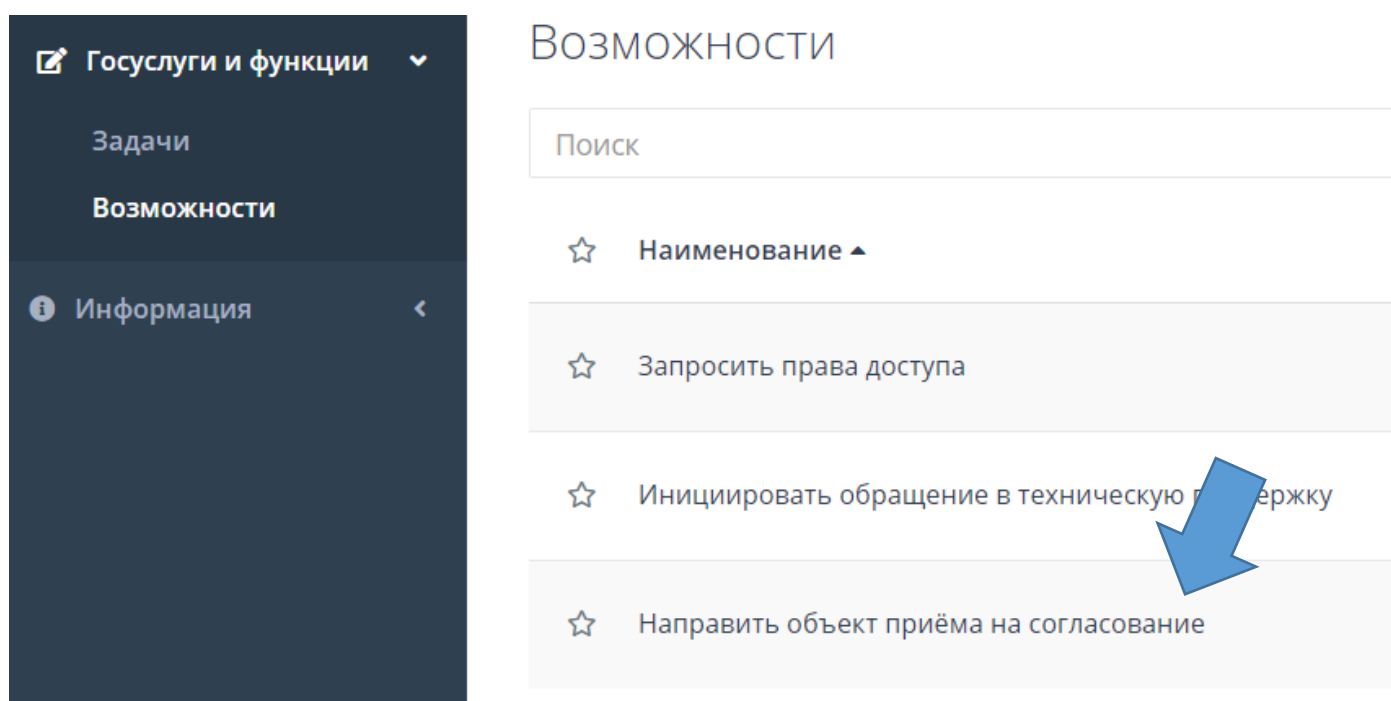 Госуслуги и функции
Задачи
Возможности
Информация
Возможности
Поиск
Наименование
Запросить права доступа
Инициировать обращение в техническую
Направить объект приёма на согласование